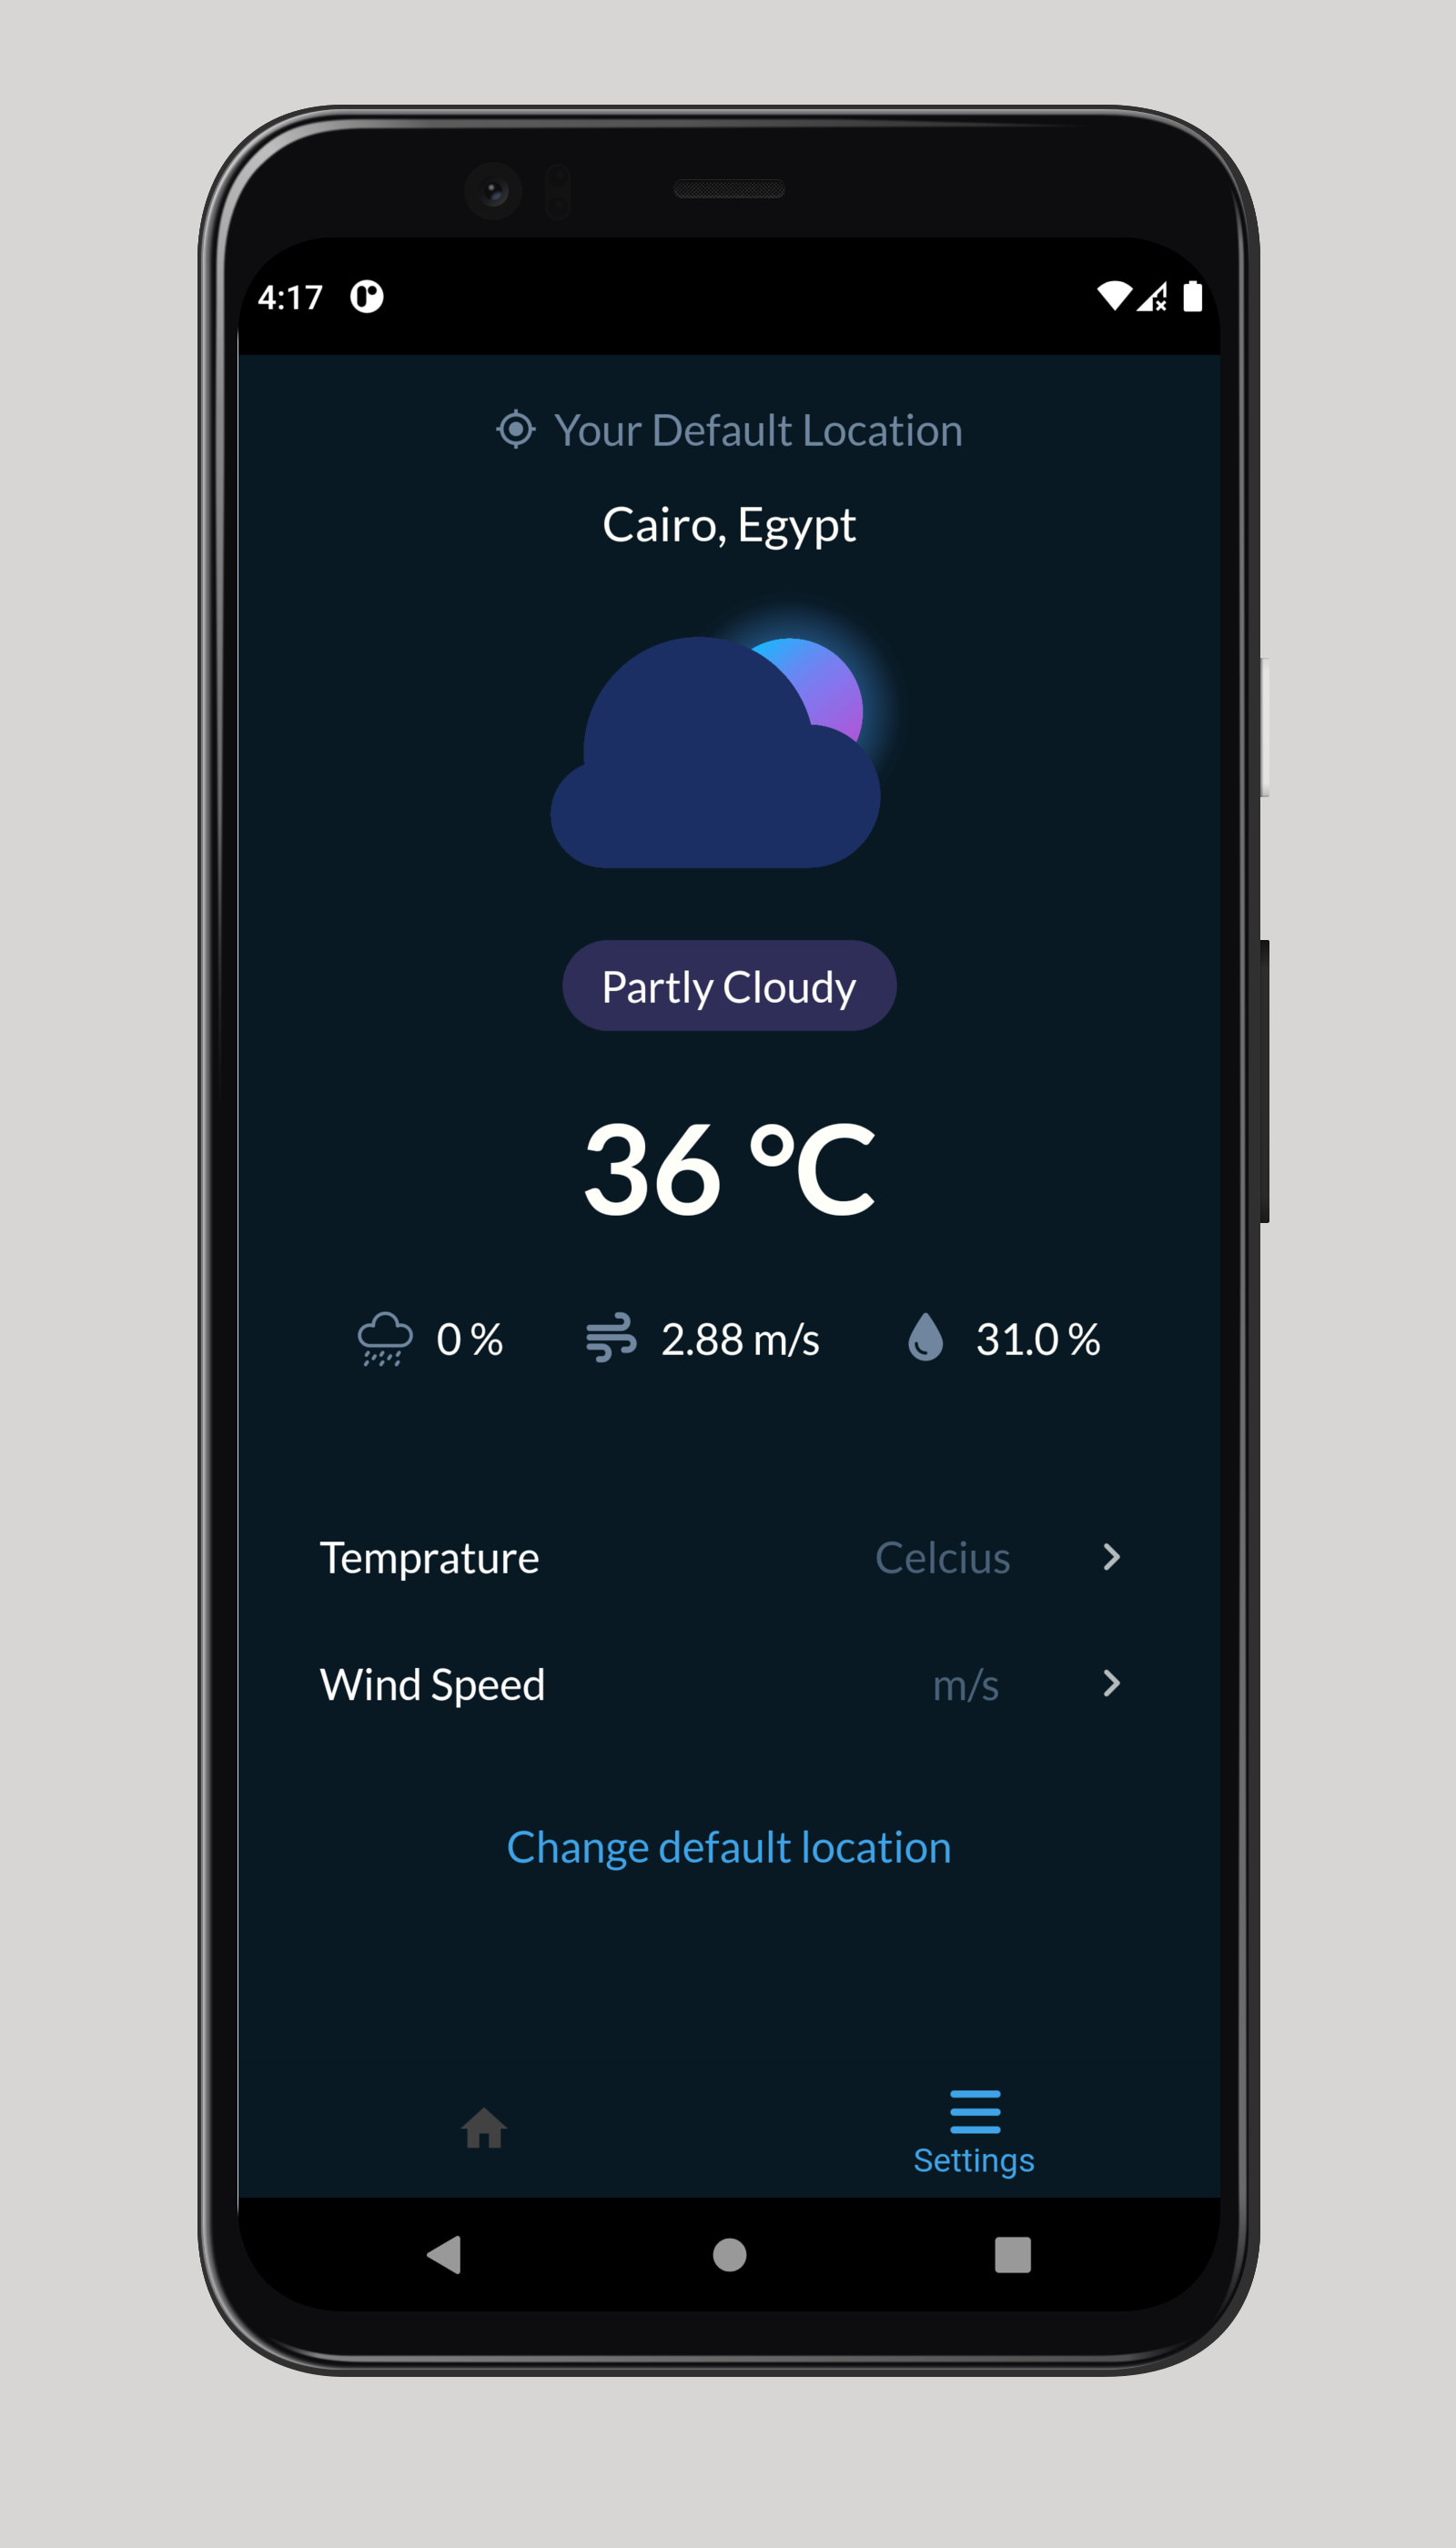 4:17
Your Default Location
Cairo, Egypt
Partly Cloudy
36 °C
0 % 2.88 m/s 31.0 %
Temprature Celcius
Wind Speed m/s
Change default location
Settings